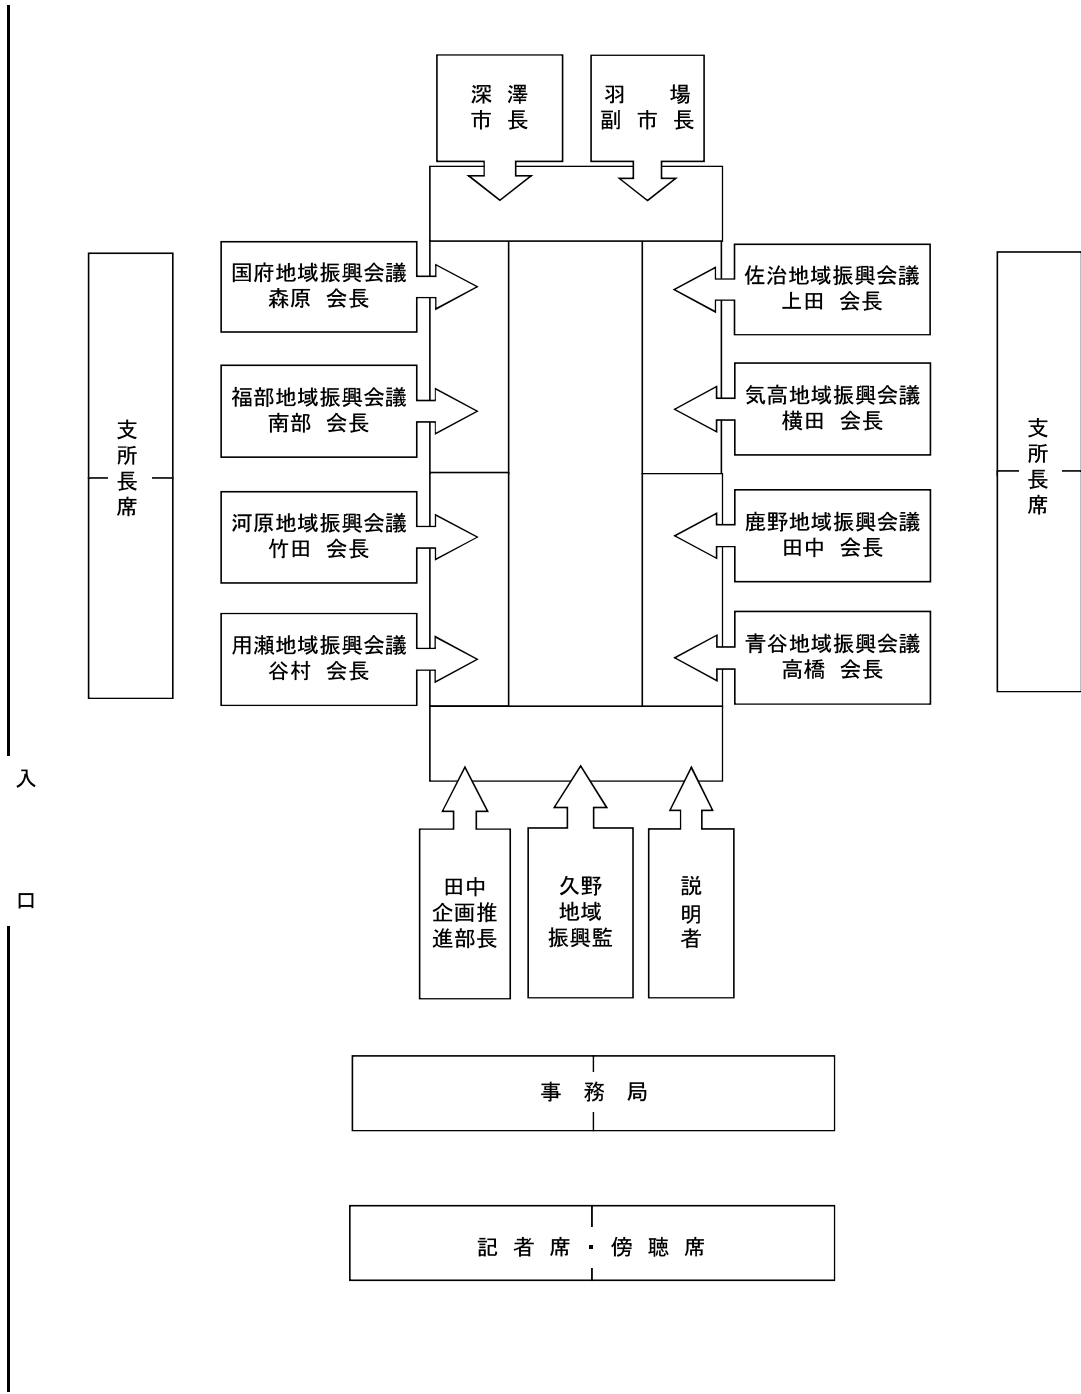 深澤
市長
羽場
副市長
国府地域振興会議
森原 会長
佐治地域振興会議
上田 会長
福部地域振興会議
南部 会長
気高地域振興会議
横田 会長
支所長席
支所長席
河原地域振興会議
竹田 会長
鹿野地域振興会議
田中 会長
用瀬地域振興会議
谷村 会長
青谷地域振興会議
高橋 会長
入口
田中
企画推
進部長
久野
地域
振興監
説明者
事務局
記者席・傍聴席